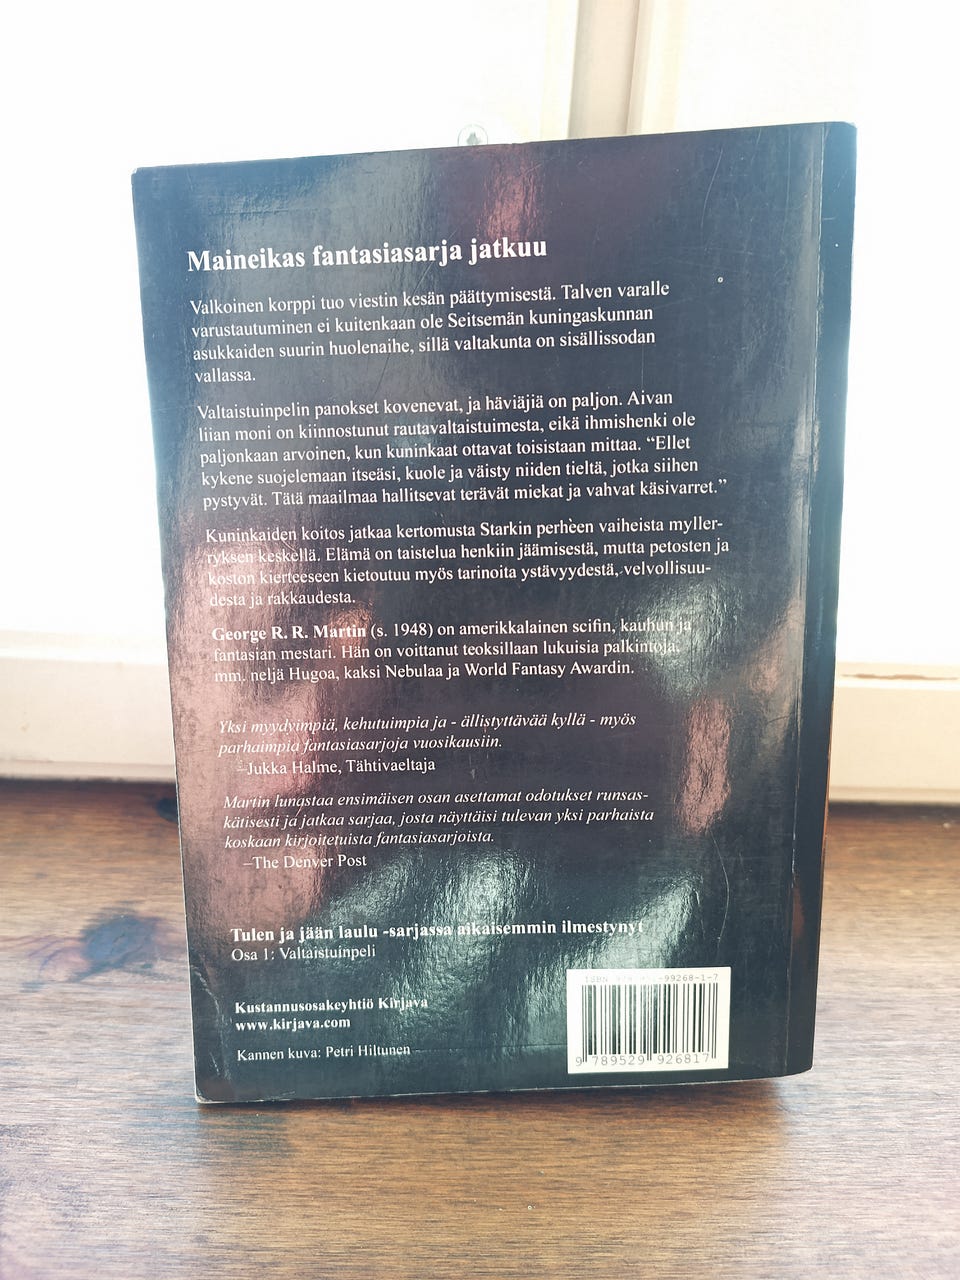 Maineikas fantasiasarja jatkuu
Valkoinen korppi tuo viestin kesän päättymisestä. Talven varalle
varustautuminen ei kuitenkaan ole Seitsemän kuningaskunnan
asukkaiden suurin huolenaihe, sillä valtakunta on sisällissodan
vallassa.
Valtaistuinpelin panokset kovenevat, ja häviäjiä on paljon. Aivan
liian moni on kiinnostunut rautavaltaistuimesta, eikä ihmishenki ole
paljonkaan arvoinen, kun kuninkaat ottavat toisistaan mittaa. “Ellet
kykene suojelemaan itseäsi, kuole ja väisty niiden tieltä, jotka siihen
pystyvät. Tätä maailmaa hallitsevat terävät miekat ja vahvat käsivarret.”
Kuninkaiden koitos jatkaa kertomusta Starkin perheen vaiheista myller-
ryksen keskellä. Elämä on taistelua henkiin jäämisestä, mutta petosten ja
koston kierteeseen kietoutuu myös tarinoita ystävyydestä, velvollisuu-
desta ja rakkaudesta.
George R. R. Martin (s. 1948) on amerikkalainen scifin, kauhun ja
fantasian mestari. Hän on voittanut teoksillaan lukuisia palkintoja,
mm. neljä Hugoa, kaksi Nebulaa ja World Fantasy Awardin.
Yksi myydyimpiä, kehutuimpia ja - ällistyttävää kyllä - myös
parhaimpia fantasiasarjoja vuosikausiin.
–Jukka Halme, Tähtivaeltaja
Martin lunastaa ensimäisen osan asettamat odotukset runsas-
kätisesti ja jatkaa sarjaa, josta näyttäisi tulevan yksi parhaista
koskaan kirjoitetuista fantasiasarjoista.
–The Denver Post
Tulen ja jään laulu -sarjassa aikaisemmin ilmestynyt
Osa 1: Valtaistuinpeli
Kustannusosakeyhtiö Kirjava
www.kirjava.com
Kannen kuva: Petri Hiltunen
ISBN 978-952-99268-1-7
9 789529 926817